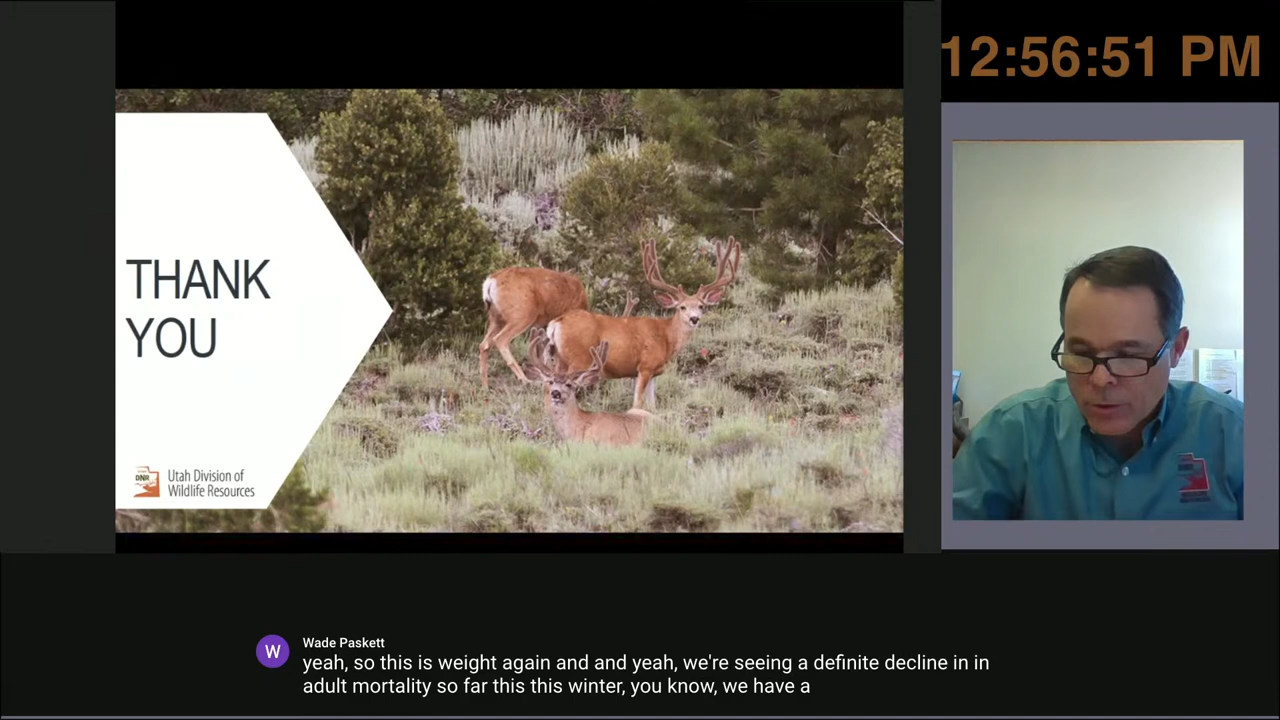 12:56:51 PM
THANK
YOU
DNR
Utah Division of
Wildlife Resources
W
Wade Paskett
yeah, so this is weight again and and yeah, we're seeing a definite decline in in
adult mortality so far this this winter, you know, we have a